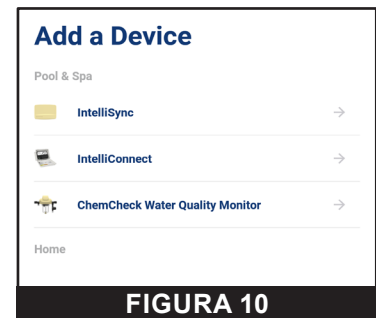 Add a Device
Pool & Spa
IntelliSync
IntelliConnect
ChemCheck Water Quality Monitor
Home
FIGURA 10